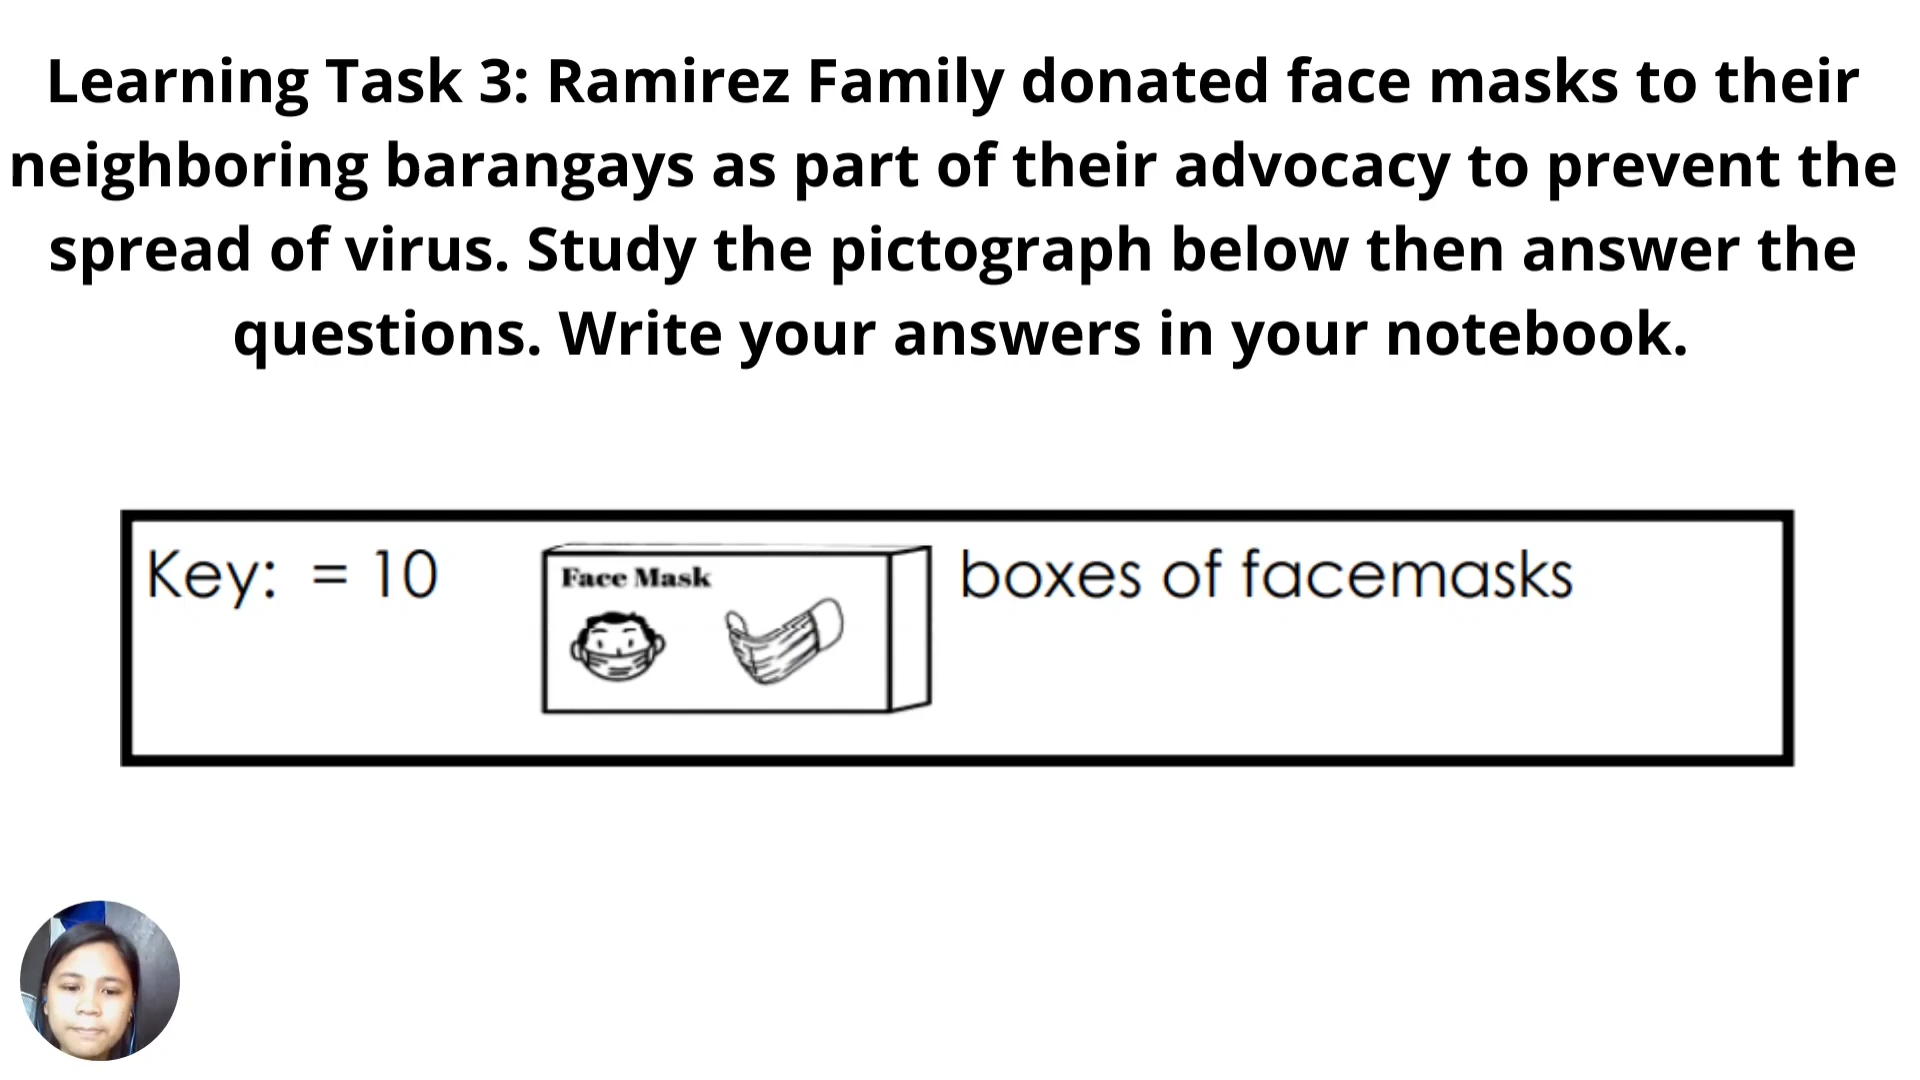 Learning Task 3: Ramirez Family donated face masks to their
neighboring barangays as part of their advocacy to prevent the
spread of virus. Study the pictograph below then answer the
questions. Write your answers in your notebook.
Key: = 10 boxes of facemasks
Face Mask